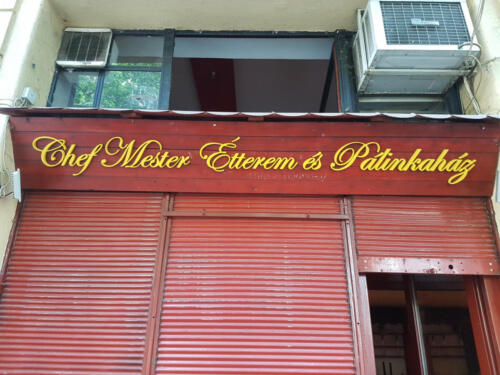 Chef Mester Étterem és Pálinkaház